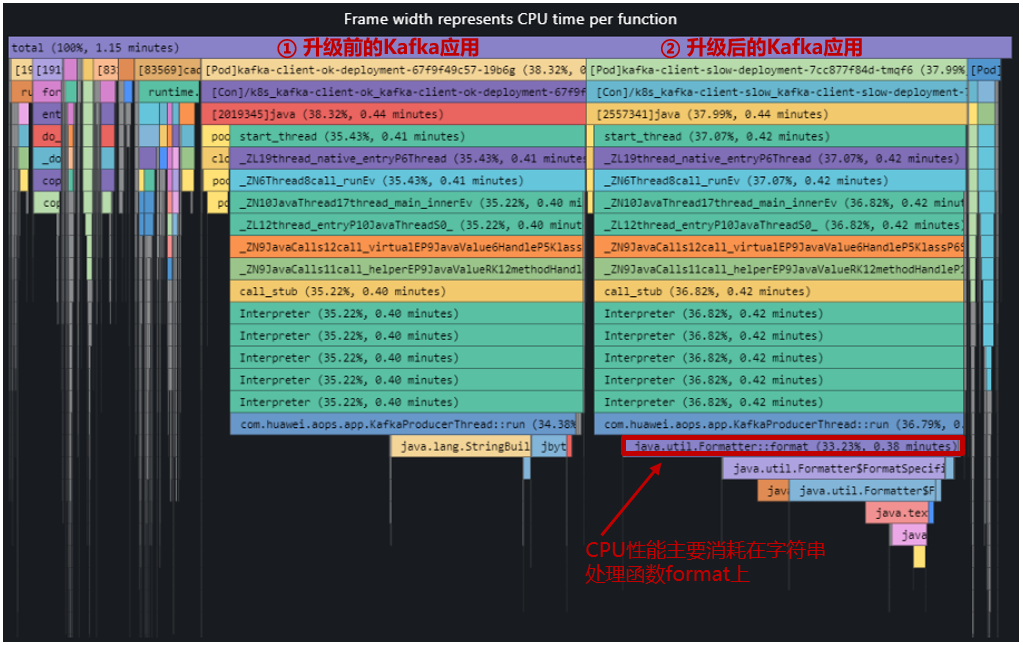 Frame width represents CPU time per function
total (100%, 1.15 minutes)
① 升级前的Kafka应用
② 升级后的Kafka应用
[19 [191 [83 [83569]cad [Pod]kafka-client-ok-deployment-67f9f49c57-l9b6g (38.32%, 0 [Pod]kafka-client-slow-deployment-7cc877f84d-tmqf6 (37.99% [Pod]
ru for runtime. [Con]/k8s_kafka-client-ok_kafka-client-ok-deployment-67f9f [Con]/k8s_kafka-client-slow_kafka-client-slow-deployment-
ent [2019345]java (38.32%, 0.44 minutes) [2557341]java (37.99%, 0.44 minutes)
do_ poo start_thread (35.43%, 0.41 minutes) start_thread (37.07%, 0.42 minutes)
_do clo _ZL19thread_native_entryP6Thread (35.43%, 0.41 minutes _ZL19thread_native_entryP6Thread (37.07%, 0.42 minutes)
cop poo _ZN6Thread8call_runEv (35.43%, 0.41 minutes) _ZN6Thread8call_runEv (37.07%, 0.42 minutes)
cop po _ZN10JavaThread17thread_main_innerEv (35.22%, 0.40 mi _ZN10JavaThread17thread_main_innerEv (36.82%, 0.42 minut
_ZL12thread_entryP10JavaThreadS0_ (35.22%, 0.40 minut _ZL12thread_entryP10JavaThreadS0_ (36.82%, 0.42 minutes)
_ZN9JavaCalls12call_virtualEP9JavaValue6HandleP5Klass _ZN9JavaCalls12call_virtualEP9JavaValue6HandleP5KlassP6S
_ZN9JavaCalls11call_helperEP9JavaValueRK12methodHandl _ZN9JavaCalls11call_helperEP9JavaValueRK12methodHandleP1
call_stub (35.22%, 0.40 minutes) call_stub (36.82%, 0.42 minutes)
Interpreter (35.22%, 0.40 minutes) Interpreter (36.82%, 0.42 minutes)
Interpreter (35.22%, 0.40 minutes) Interpreter (36.82%, 0.42 minutes)
Interpreter (35.22%, 0.40 minutes) Interpreter (36.82%, 0.42 minutes)
Interpreter (35.22%, 0.40 minutes) Interpreter (36.82%, 0.42 minutes)
Interpreter (35.22%, 0.40 minutes) Interpreter (36.82%, 0.42 minutes)
com.huawei.aops.app.KafkaProducerThread::run (34.38% com.huawei.aops.app.KafkaProducerThread::run (36.79%, 0.
java.lang.StringBuil jbyt java.util.Formatter::format (33.23%, 0.38 minutes)
java.util.Formatter$FormatSpecifi
jav java.util.Formatter$F
java.tex
java
CPU性能主要消耗在字符串
处理函数format上